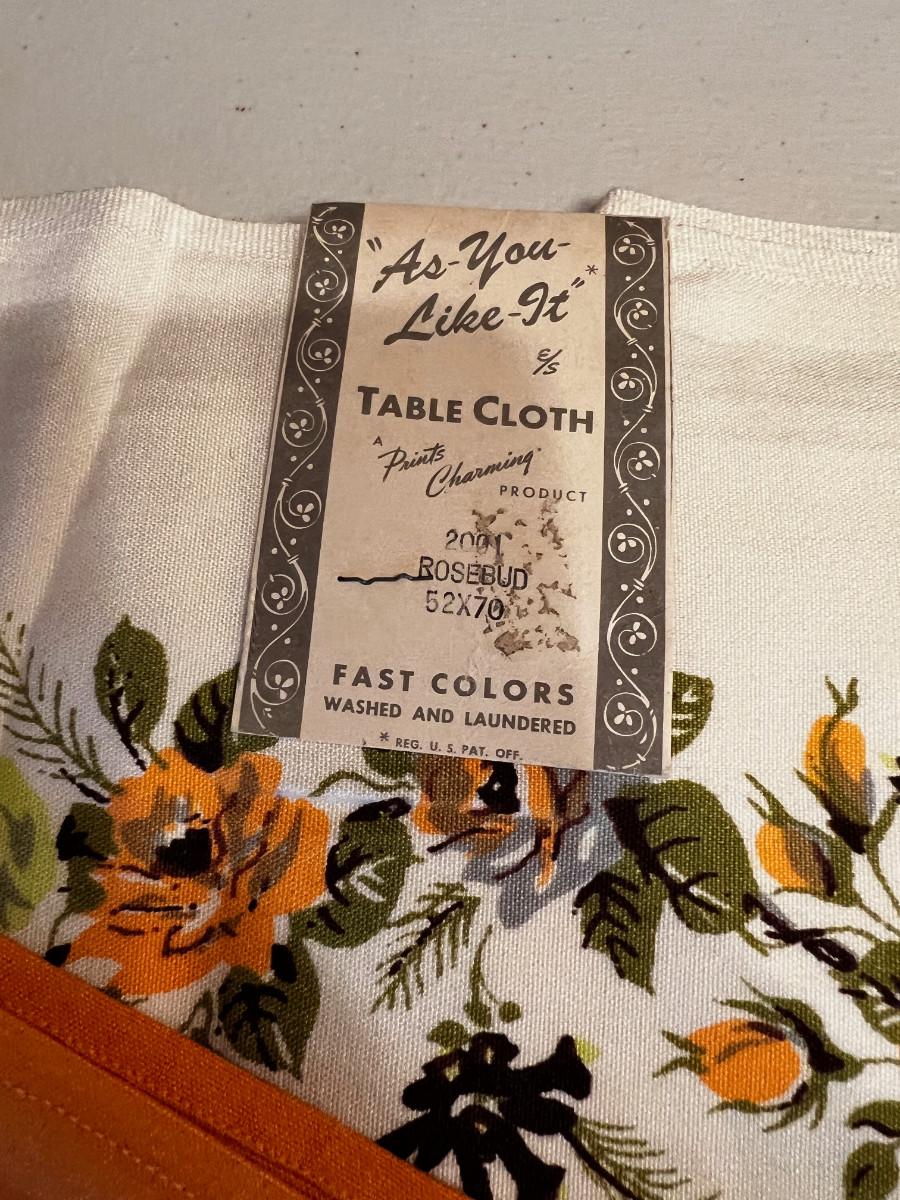 "As-You-
Like-It"*
E/S
TABLE CLOTH
A
Prints
Charming
PRODUCT
2001
ROSEBUD
52X70
FAST COLORS
WASHED AND LAUNDERED
* REG. U. S. PAT. OFF.